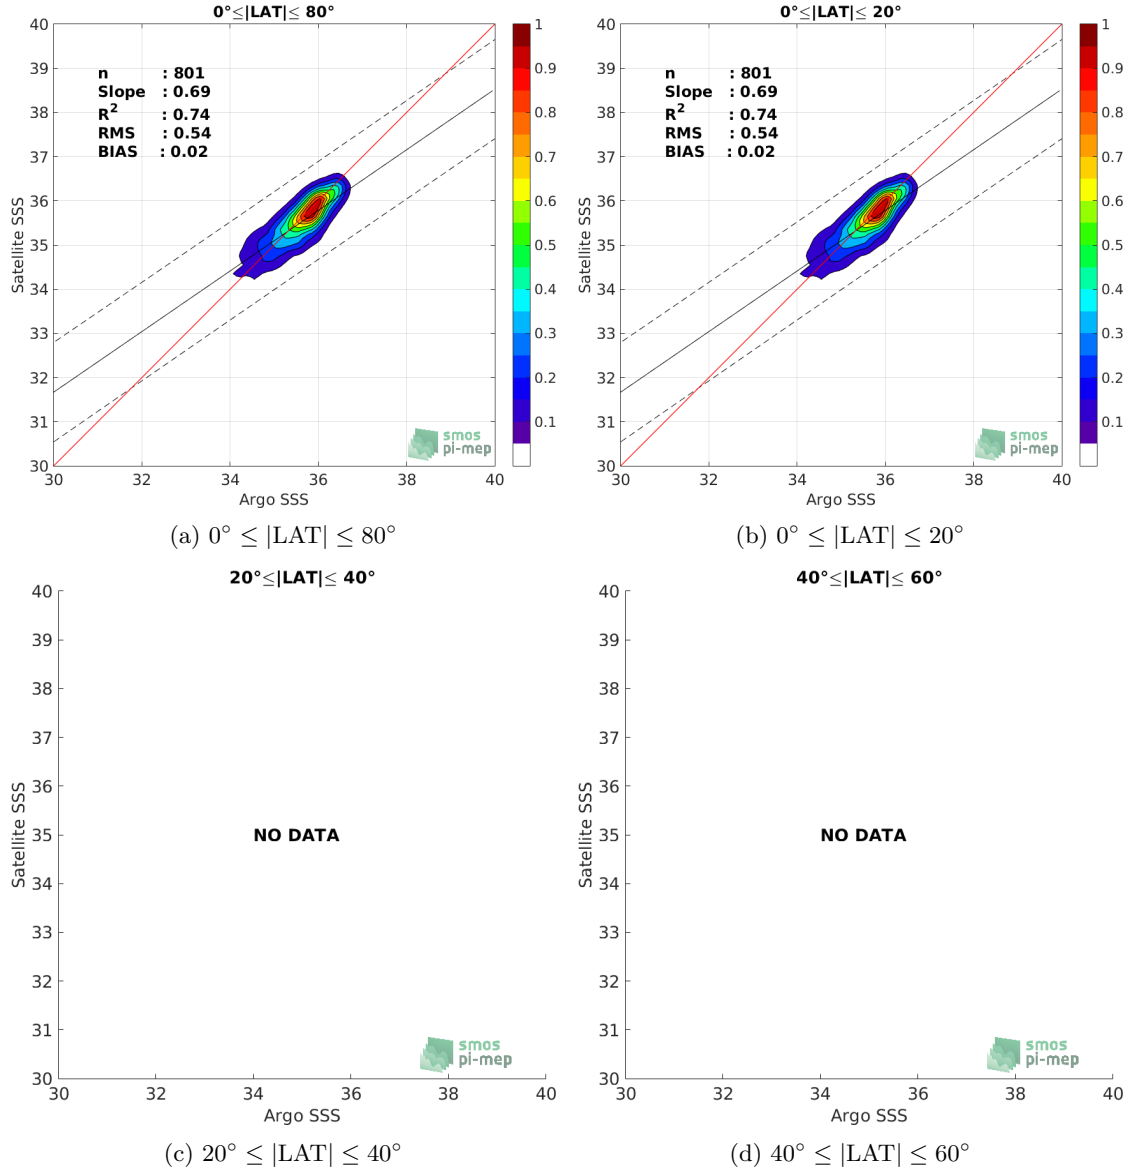 0°≤|LAT|≤ 80°
40
39
38
37
36
35
34
33
32
31
30
Satellite SSS
n : 801
Slope : 0.69
R² : 0.74
RMS : 0.54
BIAS : 0.02
smos
pi-mep
30 32 34 36 38 40
Argo SSS
1
0.9
0.8
0.7
0.6
0.5
0.4
0.3
0.2
0.1
(a) 0° ≤ |LAT| ≤ 80°
0°≤|LAT|≤ 20°
40
39
38
37
36
35
34
33
32
31
30
Satellite SSS
n : 801
Slope : 0.69
R² : 0.74
RMS : 0.54
BIAS : 0.02
smos
pi-mep
30 32 34 36 38 40
Argo SSS
1
0.9
0.8
0.7
0.6
0.5
0.4
0.3
0.2
0.1
(b) 0° ≤ |LAT| ≤ 20°
20°≤|LAT|≤ 40°
40
39
38
37
36
35
34
33
32
31
30
Satellite SSS
NO DATA
smos
pi-mep
30 32 34 36 38 40
Argo SSS
(c) 20° ≤ |LAT| ≤ 40°
40°≤|LAT|≤ 60°
40
39
38
37
36
35
34
33
32
31
30
Satellite SSS
NO DATA
smos
pi-mep
30 32 34 36 38 40
Argo SSS
(d) 40° ≤ |LAT| ≤ 60°